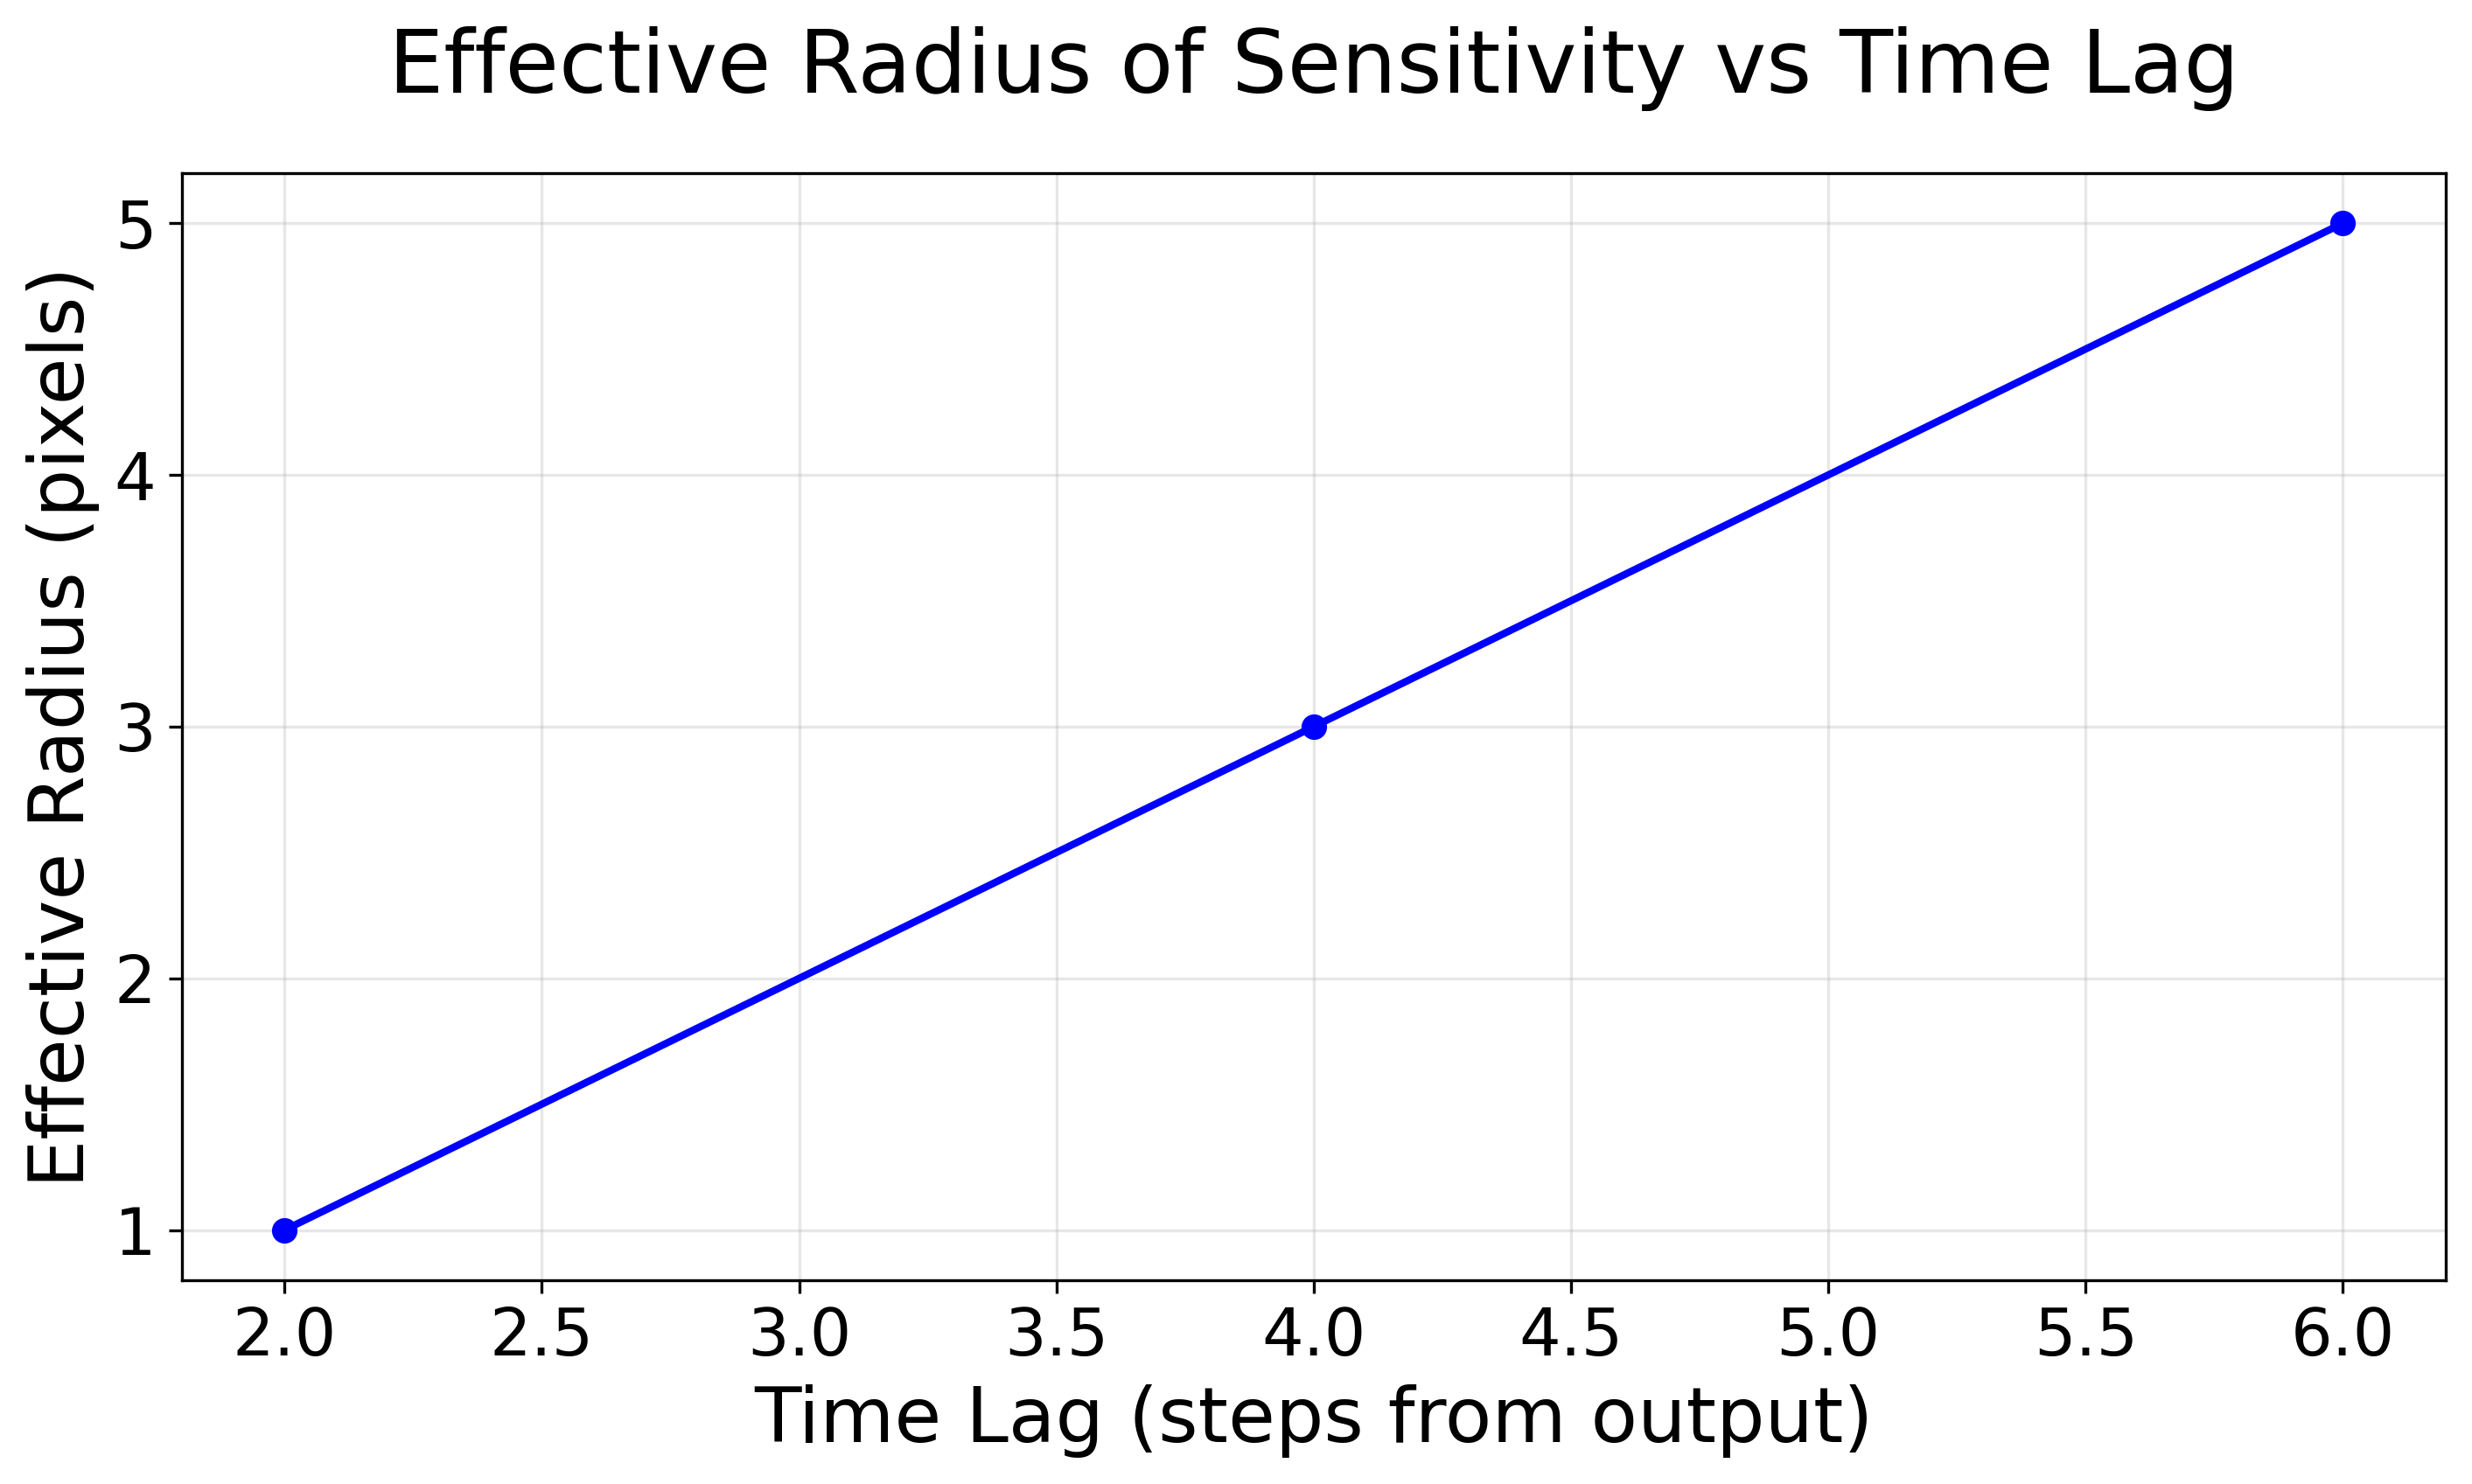 Effective Radius of Sensitivity vs Time Lag
Effective Radius (pixels)
5
4
3
2
1
2.0 2.5 3.0 3.5 4.0 4.5 5.0 5.5 6.0
Time Lag (steps from output)